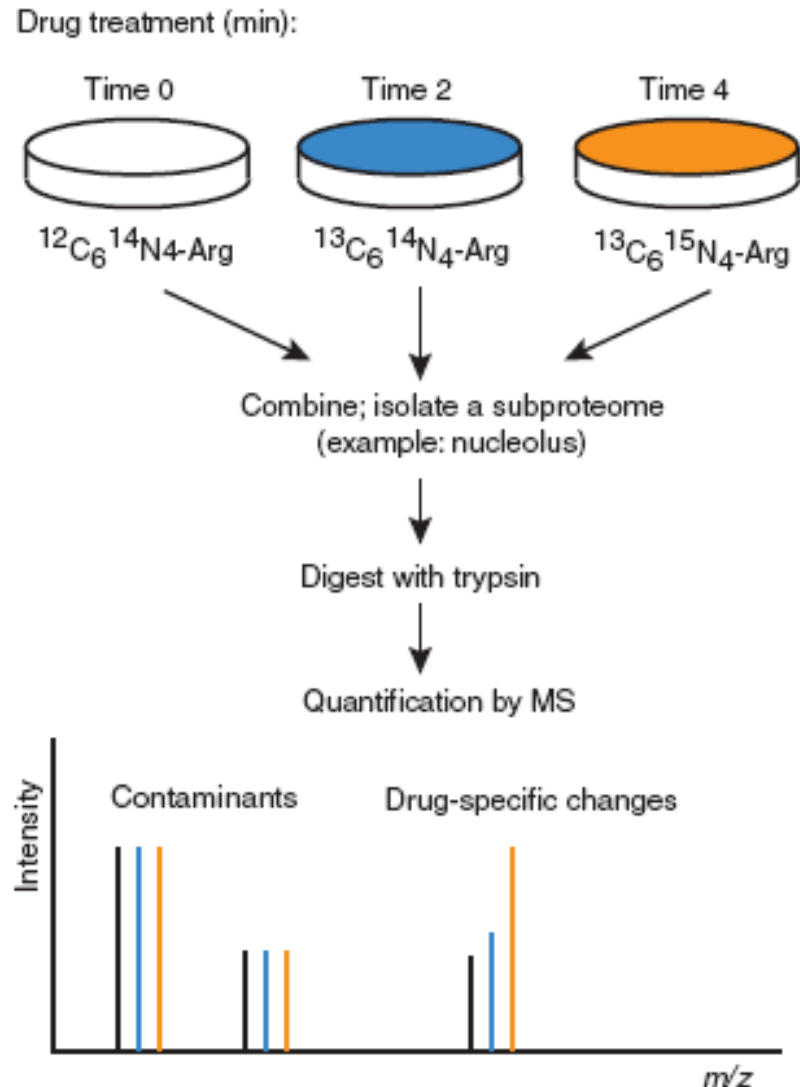 Drug treatment (min):
Time 0 Time 2 Time 4
¹²C₆¹⁴N4-Arg ¹³C₆¹⁴N₄-Arg ¹³C₆¹⁵N₄-Arg
Combine; isolate a subproteome
(example: nucleolus)
Digest with trypsin
Quantification by MS
Contaminants Drug-specific changes
Intensity
m/z